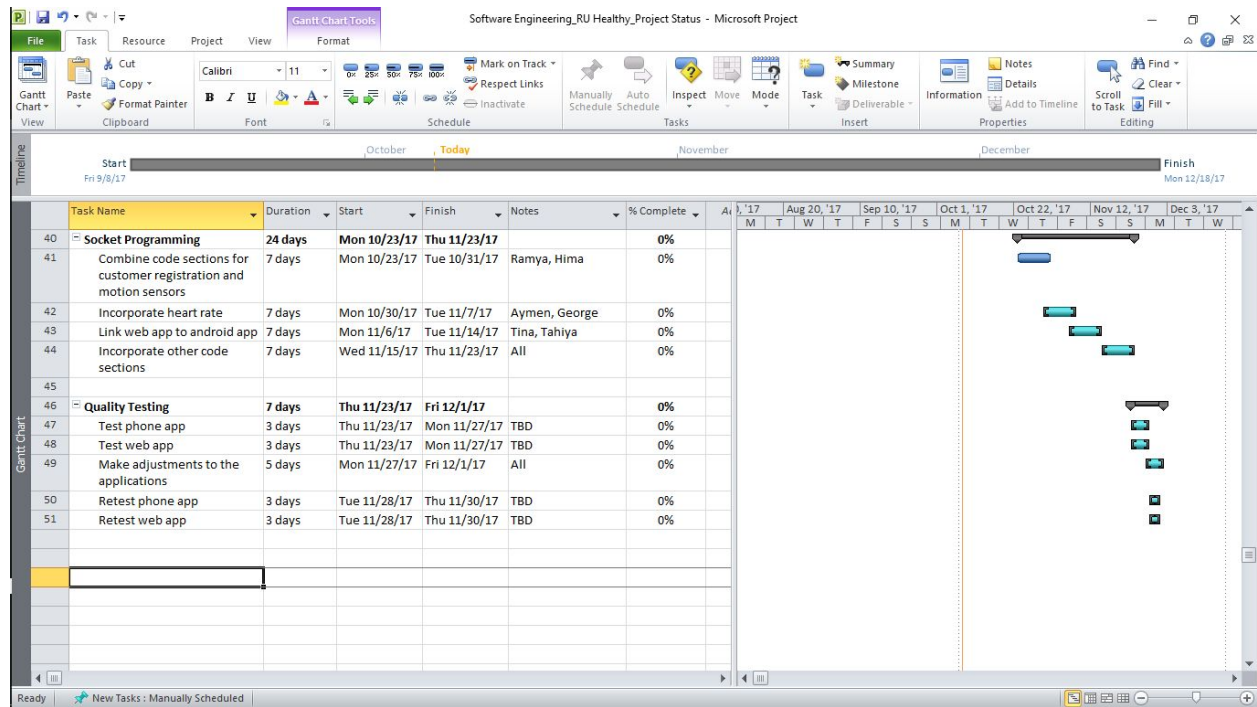 Gantt Chart Tools
Software Engineering_RU Healthy_Project Status - Microsoft Project
File Task Resource Project View Format
Gantt Chart
View
Paste
Cut
Copy
Format Painter
Clipboard
Calibri 11
B I U A
Font
0% 25% 50% 75% 100%
Mark on Track
Respect Links
Inactivate
Schedule
Manually Schedule
Auto Schedule
Inspect Move Mode
Tasks
Task
Summary
Milestone
Deliverable
Insert
Information
Notes
Details
Add to Timeline
Properties
Scroll to Task
Find
Clear
Fill
Editing
Timeline
October Today November December
Start
Fri 9/8/17
Finish
Mon 12/18/17
Task Name Duration Start Finish Notes % Complete
Aug 20, '17 Sep 10, '17 Oct 1, '17 Oct 22, '17 Nov 12, '17 Dec 3, '17
M T W T F S S M T W T F S S M T W
40 Socket Programming 24 days Mon 10/23/17 Thu 11/23/17 0%
41 Combine code sections for 7 days Mon 10/23/17 Tue 10/31/17 Ramya, Hima 0%
customer registration and
motion sensors
42 Incorporate heart rate 7 days Mon 10/30/17 Tue 11/7/17 Aymen, George 0%
43 Link web app to android app 7 days Mon 11/6/17 Tue 11/14/17 Tina, Tahiya 0%
44 Incorporate other code 7 days Wed 11/15/17 Thu 11/23/17 All 0%
sections
45
46 Quality Testing 7 days Thu 11/23/17 Fri 12/1/17 0%
47 Test phone app 3 days Thu 11/23/17 Mon 11/27/17 TBD 0%
48 Test web app 3 days Thu 11/23/17 Mon 11/27/17 TBD 0%
49 Make adjustments to the 5 days Mon 11/27/17 Fri 12/1/17 All 0%
applications
50 Retest phone app 3 days Tue 11/28/17 Thu 11/30/17 TBD 0%
51 Retest web app 3 days Tue 11/28/17 Thu 11/30/17 TBD 0%
Gantt Chart
Ready New Tasks : Manually Scheduled